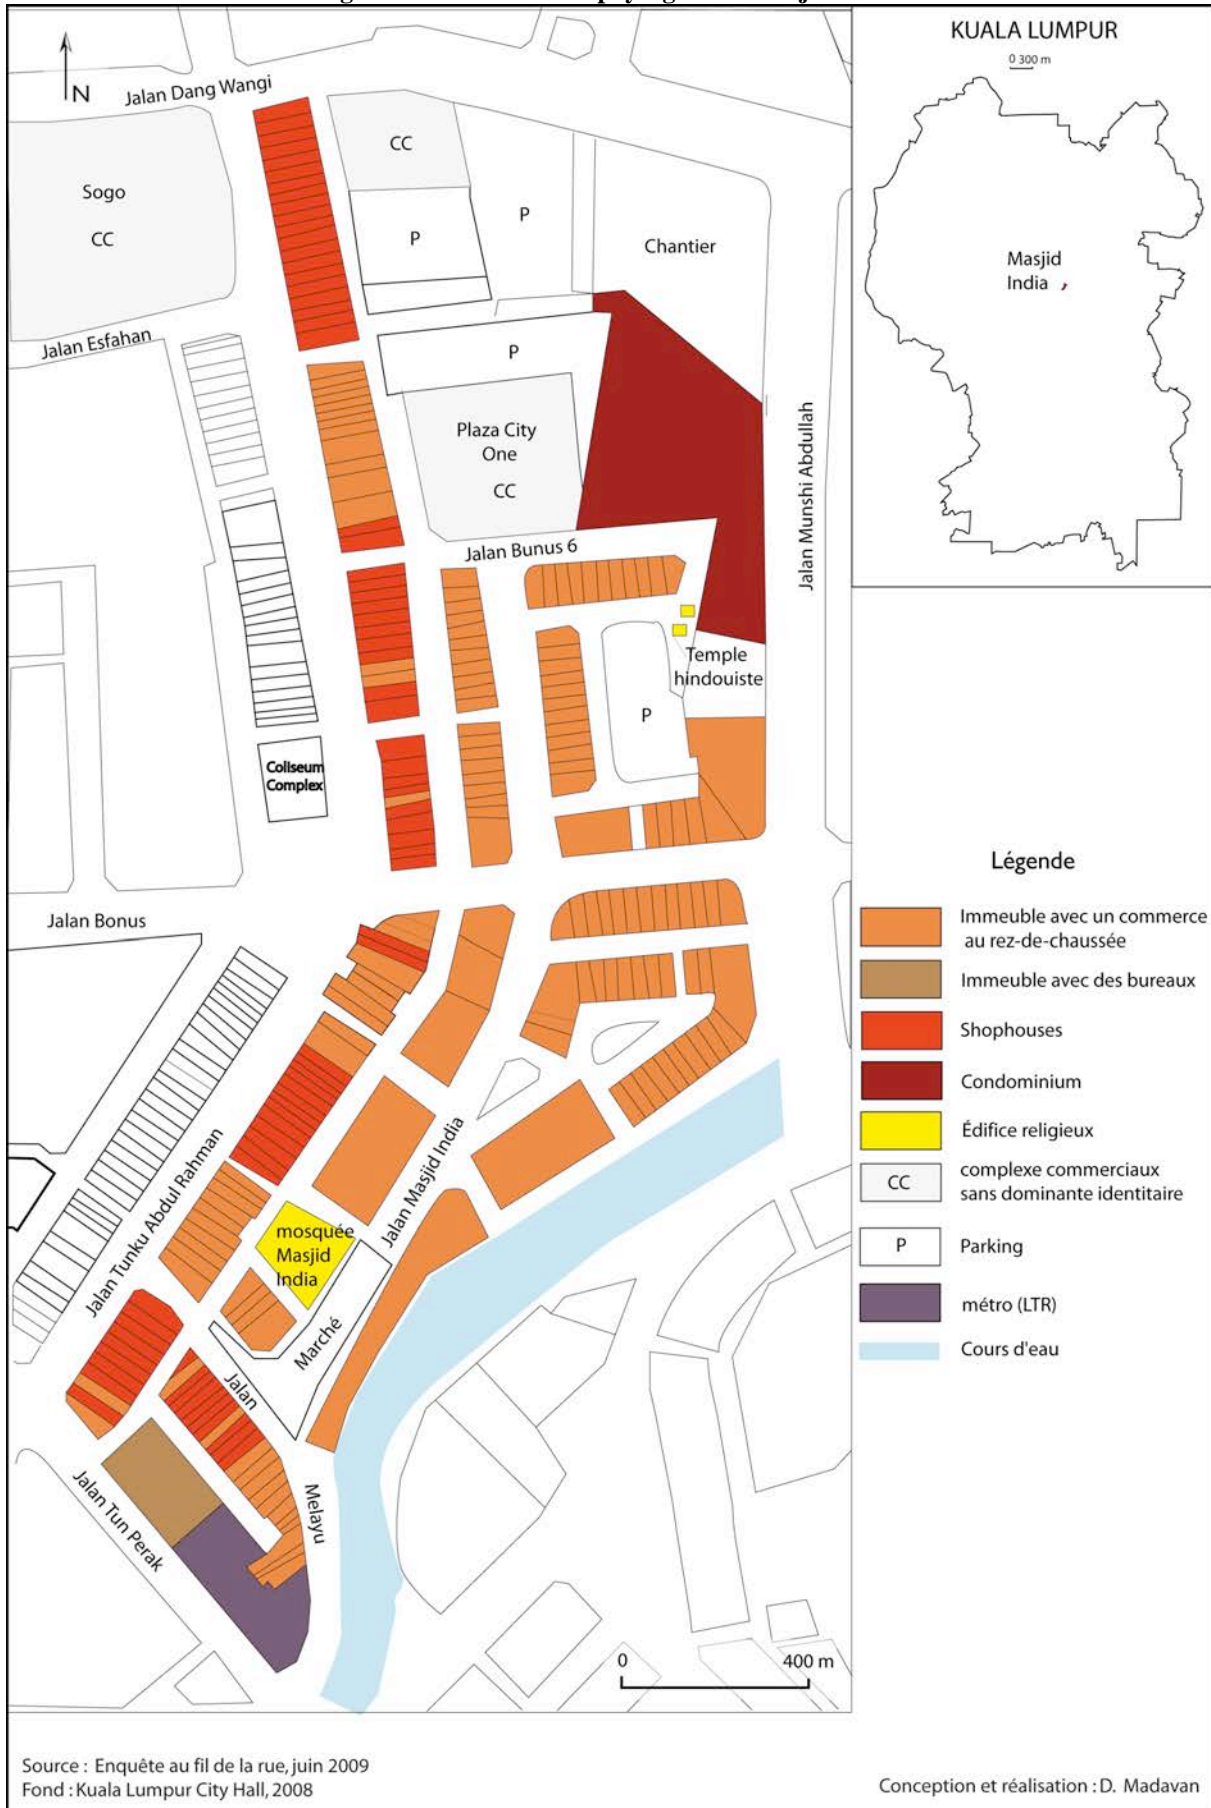 N
Jalan Dang Wangi
KUALA LUMPUR
0 300 m
Masjid
India
Sogo
CC
CC
P
P
Chantier
Jalan Esfahan
P
Plaza City
One
CC
Jalan Munshi Abdullah
Jalan Bunus 6
Temple
hindouiste
P
Coliseum
Complex
Jalan Bonus
Jalan Tunku Abdul Rahman
Jalan Masjid India
mosquée
Masjid
India
Marché
Jalan
Melayu
Jalan Tun Perak
Légende
Immeuble avec un commerce
au rez-de-chaussée
Immeuble avec des bureaux
Shophouses
Condominium
Édifice religieux
CC
complexe commerciaux
sans dominante identitaire
P
Parking
métro (LTR)
Cours d'eau
0 400 m
Source : Enquête au fil de la rue, juin 2009
Fond : Kuala Lumpur City Hall, 2008
Conception et réalisation : D. Madavan